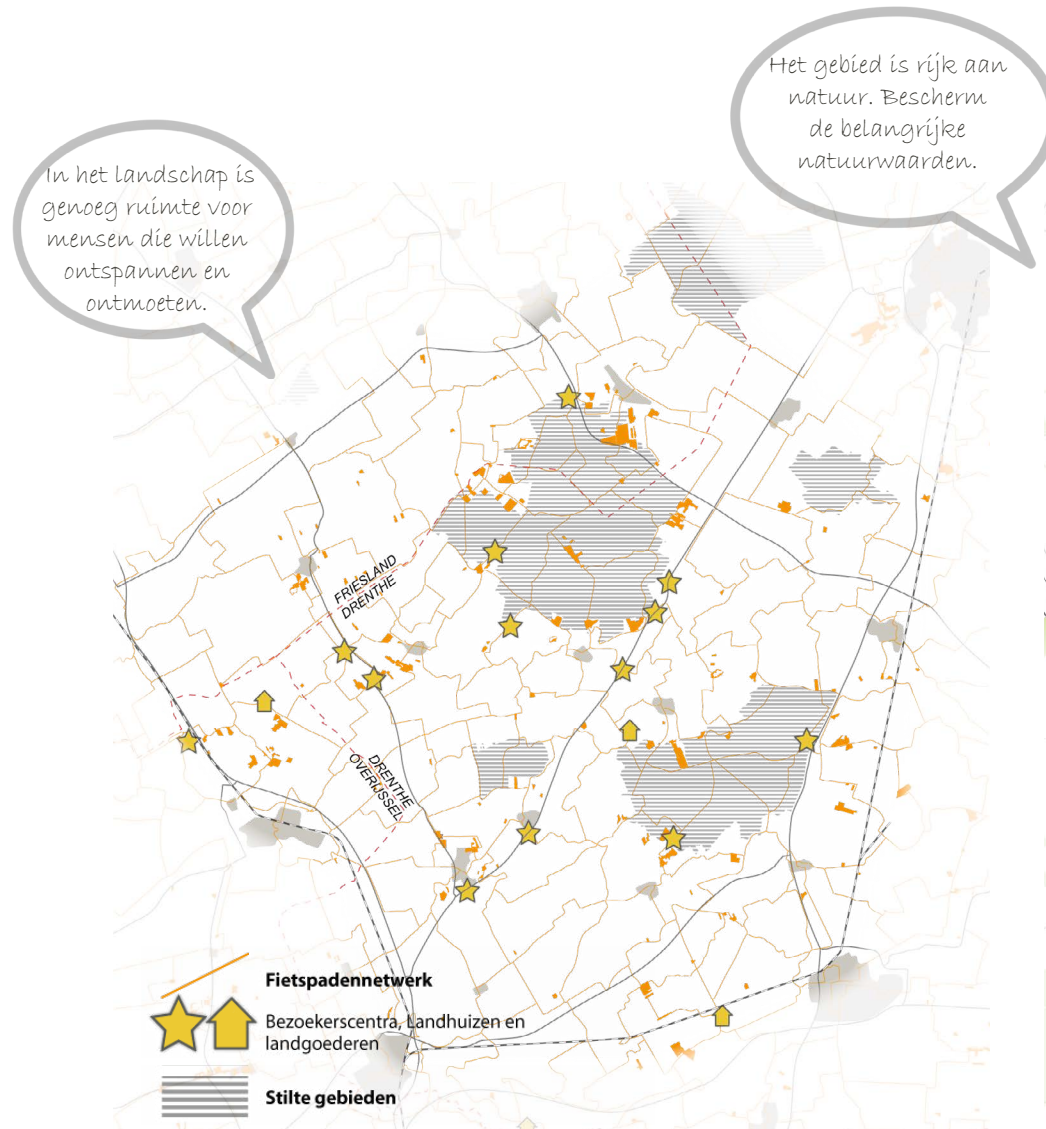 Het gebied is rijk aan
natuur. Bescherm
de belangrijke
natuurwaarden.
In het landschap is
genoeg ruimte voor
mensen die willen
ontspannen en
ontmoeten.
FRIESLAND
DRENTHE
DRENTHE
OVERIJSSEL
Fietspadennetwerk
Bezoekerscentra, Landhuizen en
landgoederen
Stilte gebieden